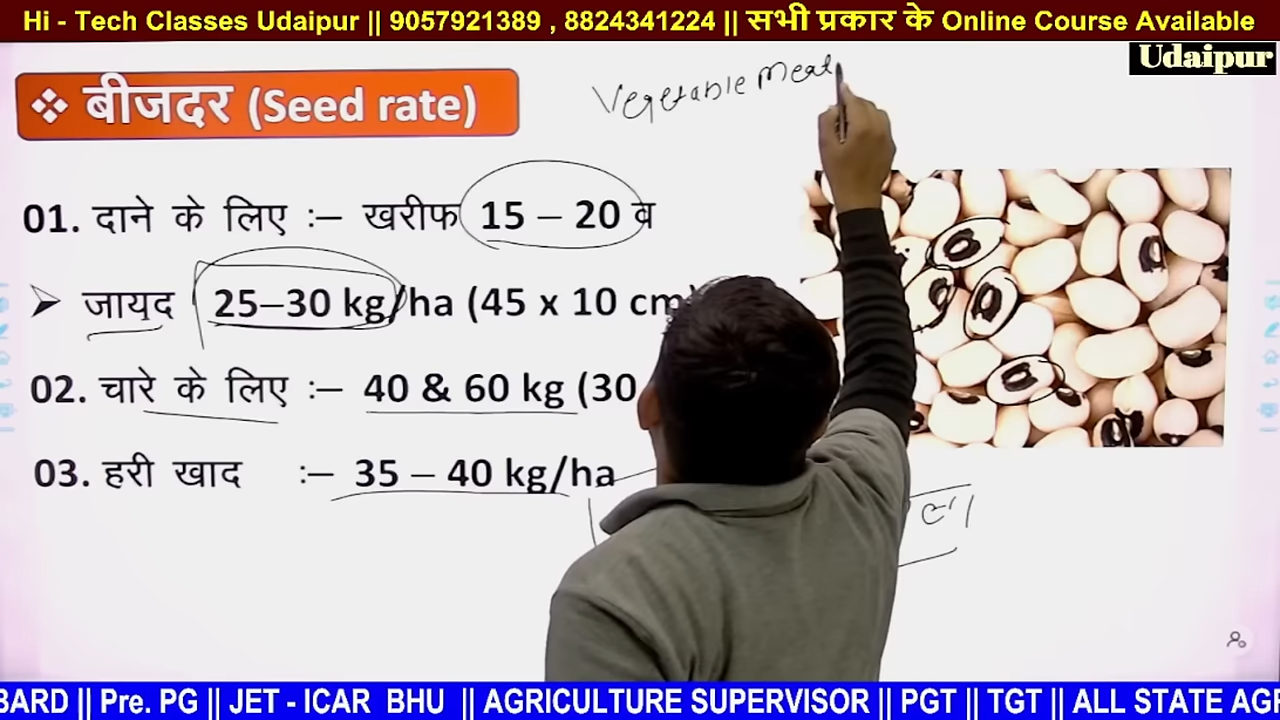 Hi - Tech Classes Udaipur || 9057921389 , 8824341224 || सभी प्रकार के Online Course Available
Udaipur
Vegetable Meat
❖ बीजदर (Seed rate)
01. दाने के लिए :– खरीफ 15 – 20 व
➤ जायद 25–30 kg/ha (45 x 10 cm)
02. चारे के लिए :– 40 & 60 kg (30
03. हरी खाद :– 35 – 40 kg/ha
BARD || Pre. PG || JET - ICAR BHU || AGRICULTURE SUPERVISOR || PGT || TGT || ALL STATE AGR